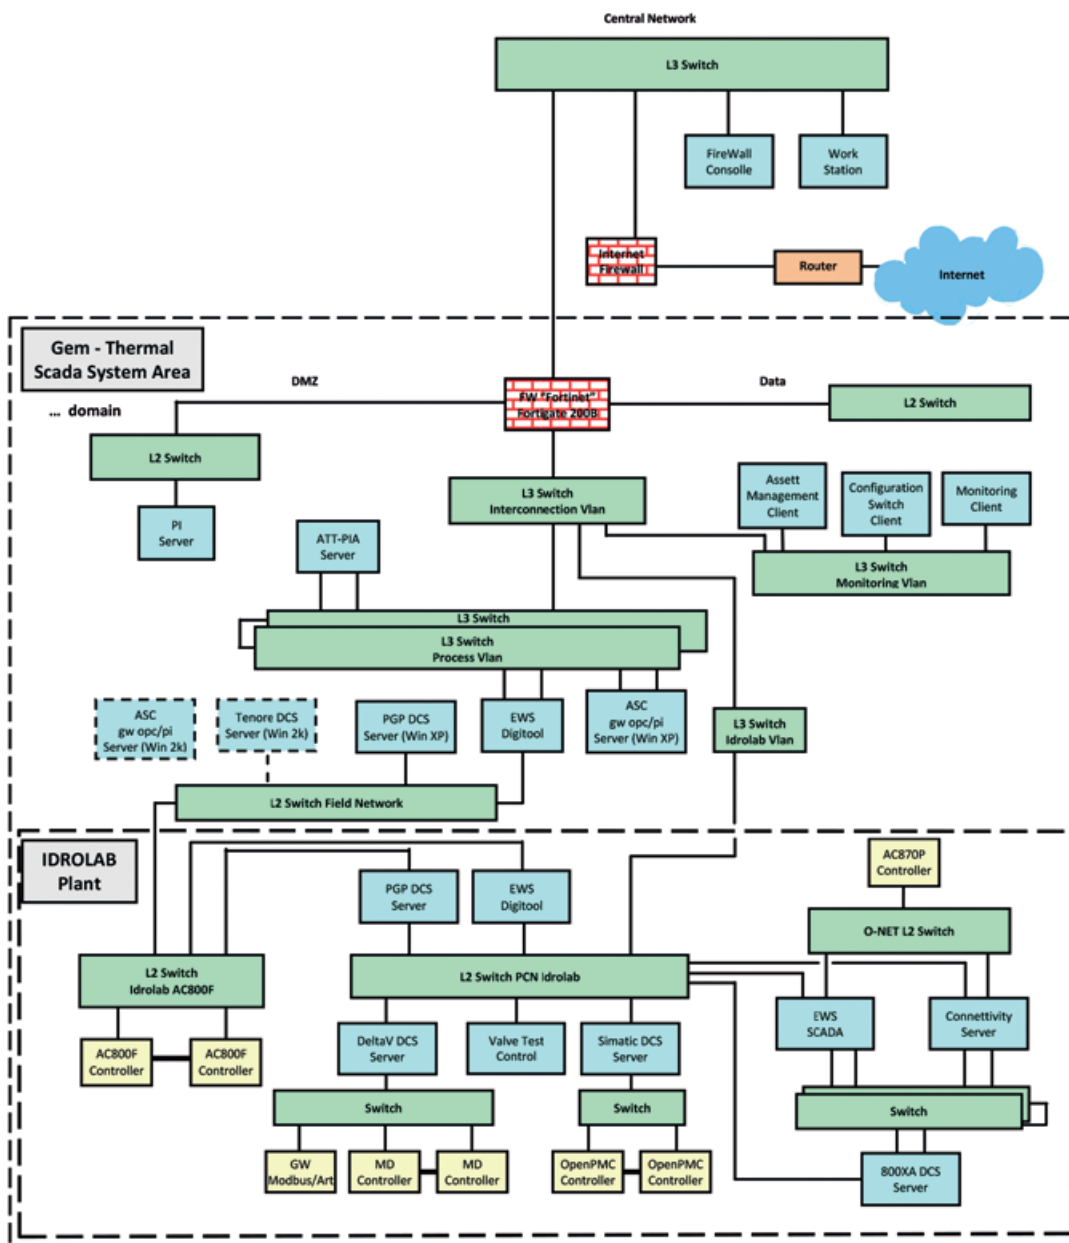 Central Network
L3 Switch
FireWall
Consolle
Work
Station
Internet
Firewall
Router
Internet
Gem - Thermal
Scada System Area
... domain
DMZ
FW "Fortinet"
Fortigate 200B
Data
L2 Switch
L2 Switch
PI
Server
L3 Switch
Interconnection Vlan
Assett
Management
Client
Configuration
Switch
Client
Monitoring
Client
L3 Switch
Monitoring Vlan
ATT-PIA
Server
L3 Switch
L3 Switch
Process Vlan
ASC
gw opc/pi
Server (Win 2k)
Tenore DCS
Server (Win 2k)
PGP DCS
Server (Win XP)
EWS
Digitool
ASC
gw opc/pi
Server (Win XP)
L3 Switch
Idrolab Vlan
L2 Switch Field Network
IDROLAB
Plant
PGP DCS
Server
EWS
Digitool
AC870P
Controller
O-NET L2 Switch
L2 Switch
Idrolab AC800F
L2 Switch PCN Idrolab
AC800F
Controller
AC800F
Controller
DeltaV DCS
Server
Valve Test
Control
Simatic DCS
Server
EWS
SCADA
Connettivity
Server
Switch
Switch
Switch
GW
Modbus/Art
MD
Controller
MD
Controller
OpenPMC
Controller
OpenPMC
Controller
800XA DCS
Server